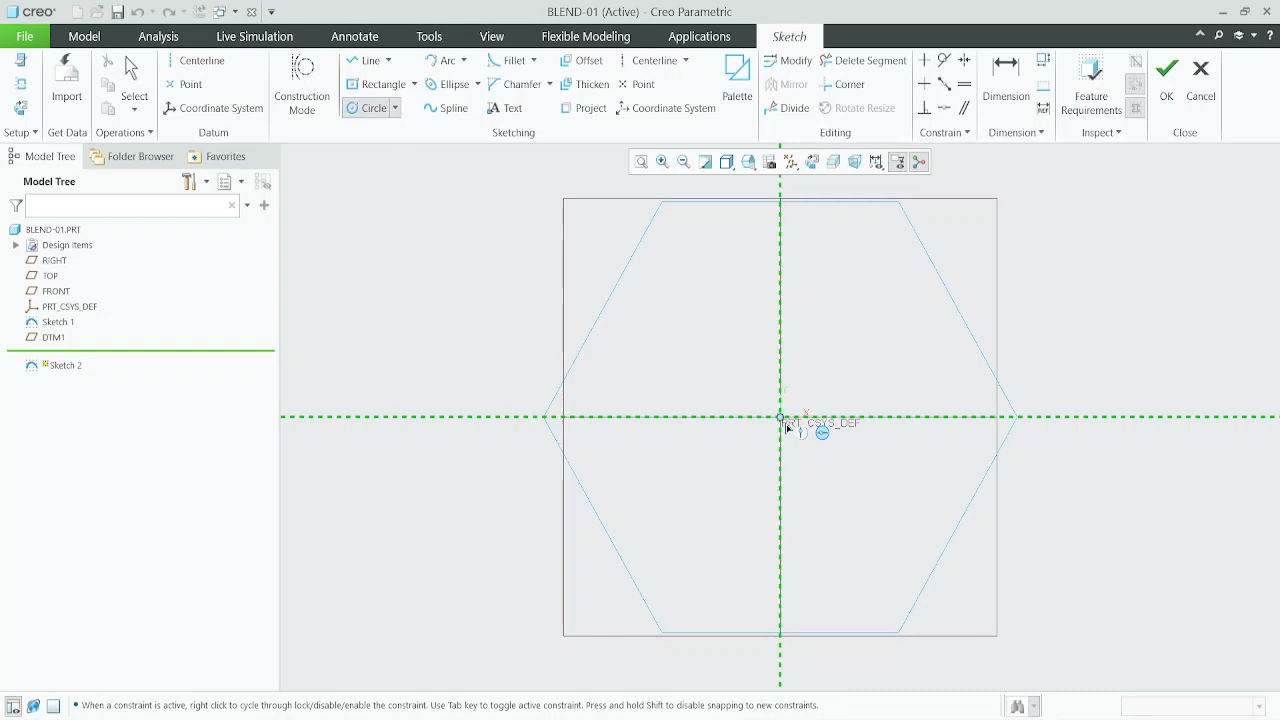 creo
BLEND-01 (Active) - Creo Parametric
File Model Analysis Live Simulation Annotate Tools View Flexible Modeling Applications Sketch
Import
Select
Centerline
Point
Coordinate System
Construction
Mode
Line Arc Fillet Offset Centerline
Rectangle Ellipse Chamfer Thicken Point
Circle Spline Text Project Coordinate System
Palette
Modify Delete Segment
Mirror Corner
Divide Rotate Resize
Dimension
Feature
Requirements
OK Cancel
Setup Get Data Operations Datum Sketching Editing Constrain Dimension Inspect Close
Model Tree Folder Browser Favorites
Model Tree
BLEND-01.PRT
Design Items
RIGHT
TOP
FRONT
PRT_CSYS_DEF
Sketch 1
DTM1
Sketch 2
Y
X
PRT_CSYS_DEF
When a constraint is active, right click to cycle through lock/disable/enable the constraint. Use Tab key to toggle active constraint. Press and hold Shift to disable snapping to new constraints.